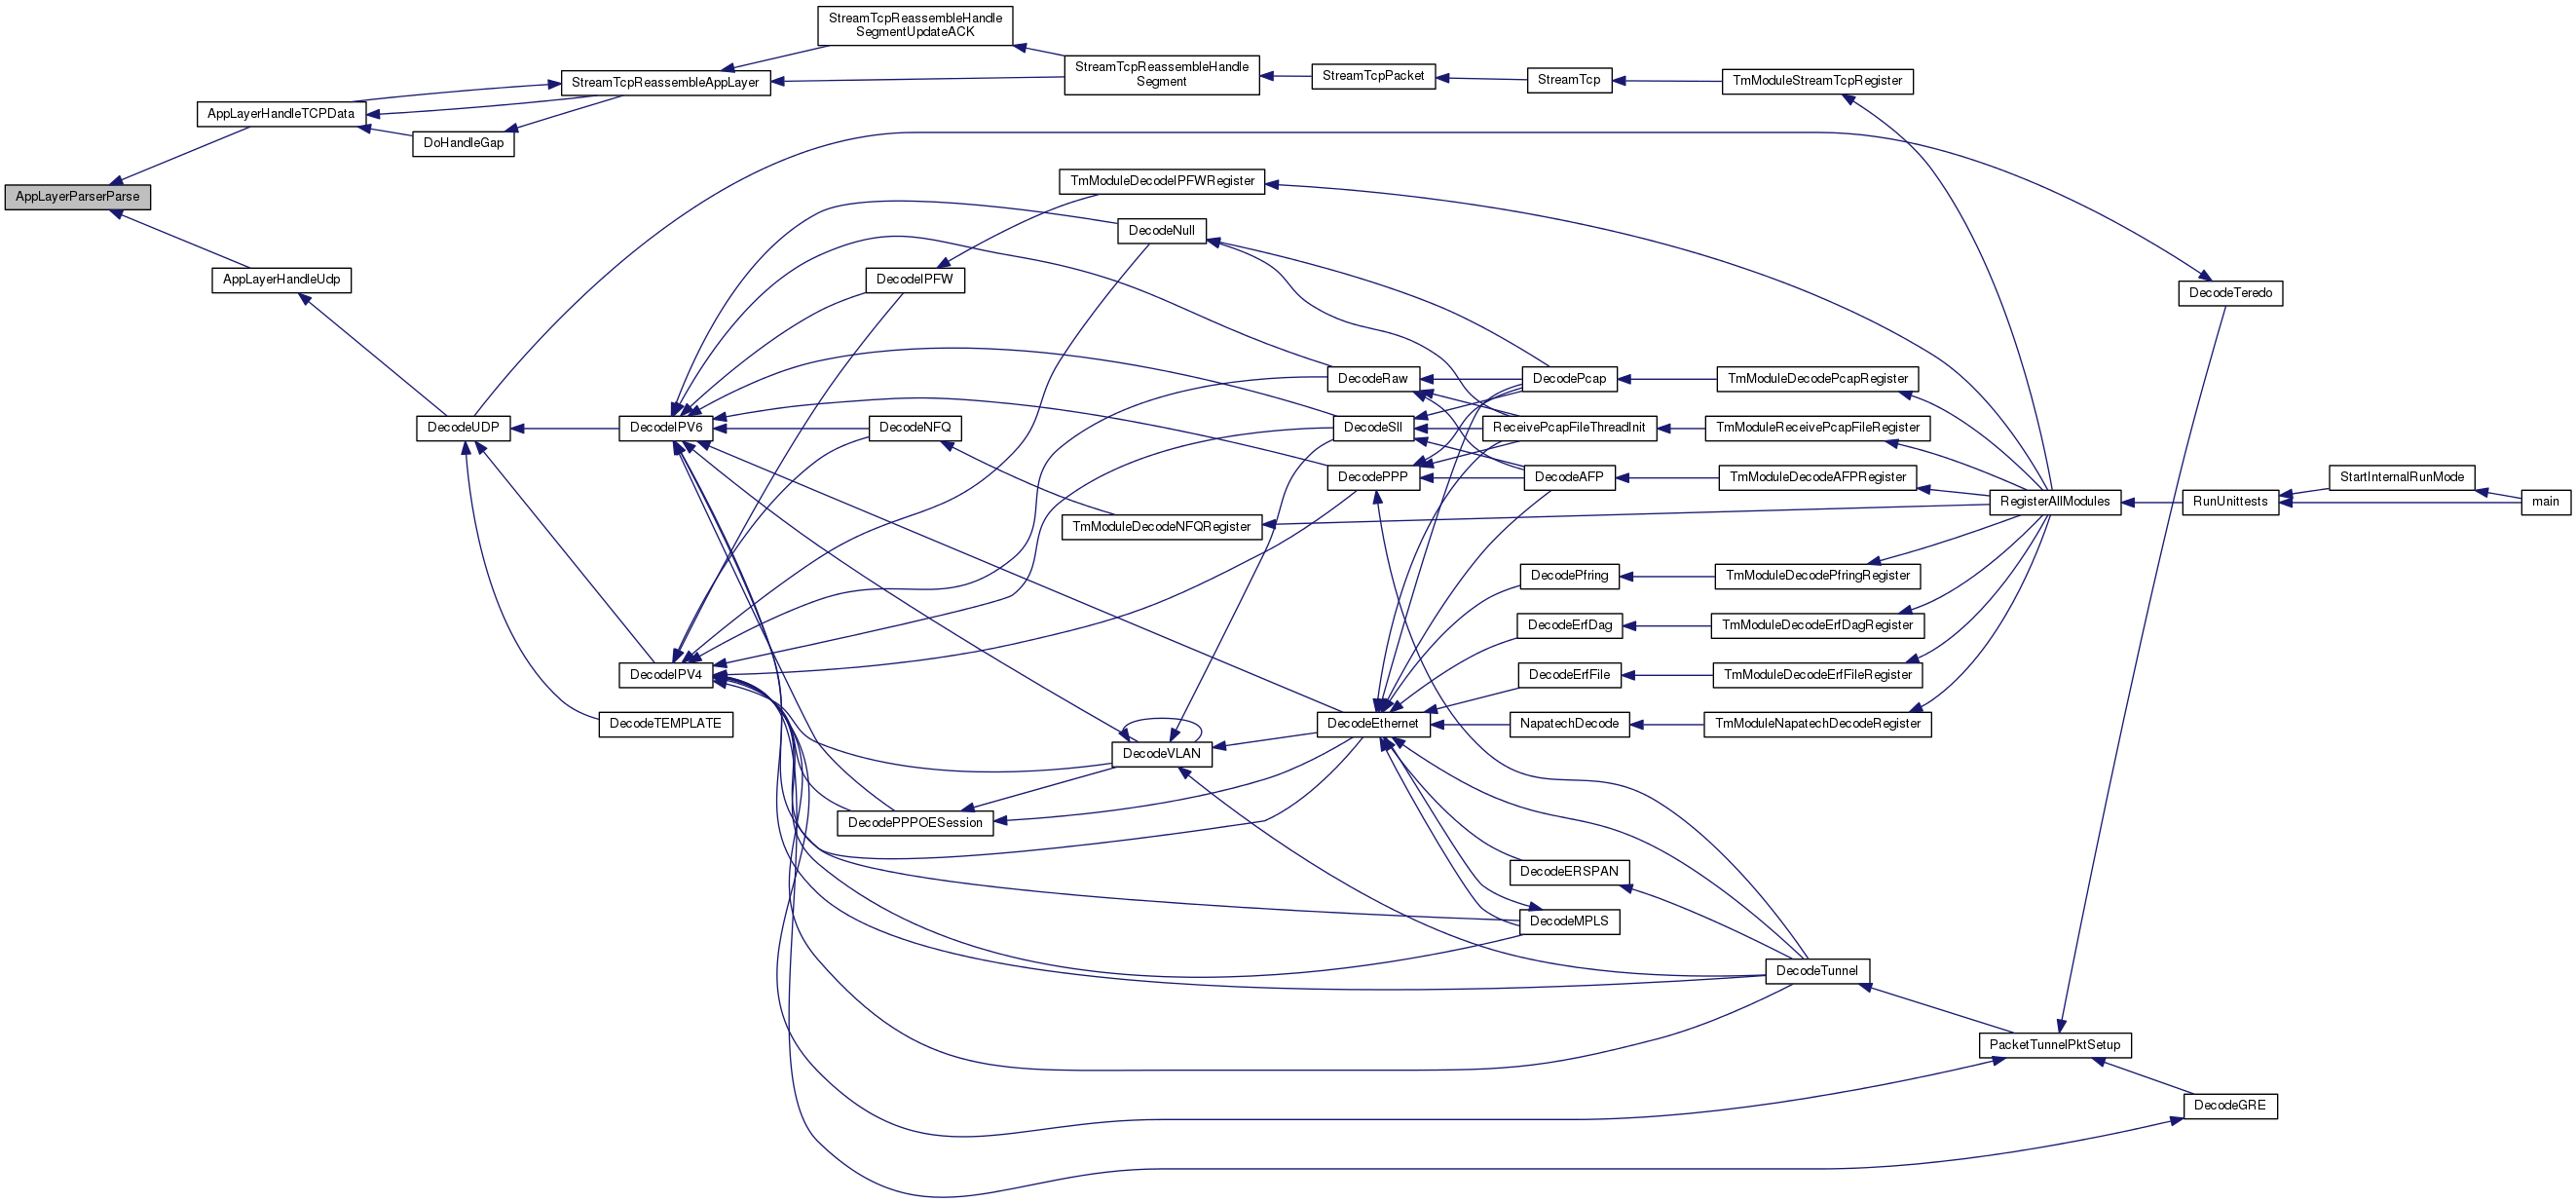 StreamTcpReassembleHandle
SegmentUpdateACK
StreamTcpReassembleAppLayer
StreamTcpReassembleHandle
Segment
StreamTcpPacket
StreamTcp
TmModuleStreamTcpRegister
AppLayerHandleTCPData
DoHandleGap
AppLayerParserParse
TmModuleDecodeIPFWRegister
DecodeNull
AppLayerHandleUdp
DecodeIPFW
DecodeTeredo
DecodeRaw
DecodePcap
TmModuleDecodePcapRegister
DecodeUDP
DecodeIPV6
DecodeNFQ
DecodeSll
ReceivePcapFileThreadInit
TmModuleReceivePcapFileRegister
DecodePPP
DecodeAFP
TmModuleDecodeAFPRegister
StartInternalRunMode
RegisterAllModules
RunUnittests
main
TmModuleDecodeNFQRegister
DecodePfring
TmModuleDecodePfringRegister
DecodeErfDag
TmModuleDecodeErfDagRegister
DecodeIPV4
DecodeErfFile
TmModuleDecodeErfFileRegister
DecodeTEMPLATE
DecodeEthernet
NapatechDecode
TmModuleNapatechDecodeRegister
DecodeVLAN
DecodePPPOESession
DecodeERSPAN
DecodeMPLS
DecodeTunnel
PacketTunnelPktSetup
DecodeGRE